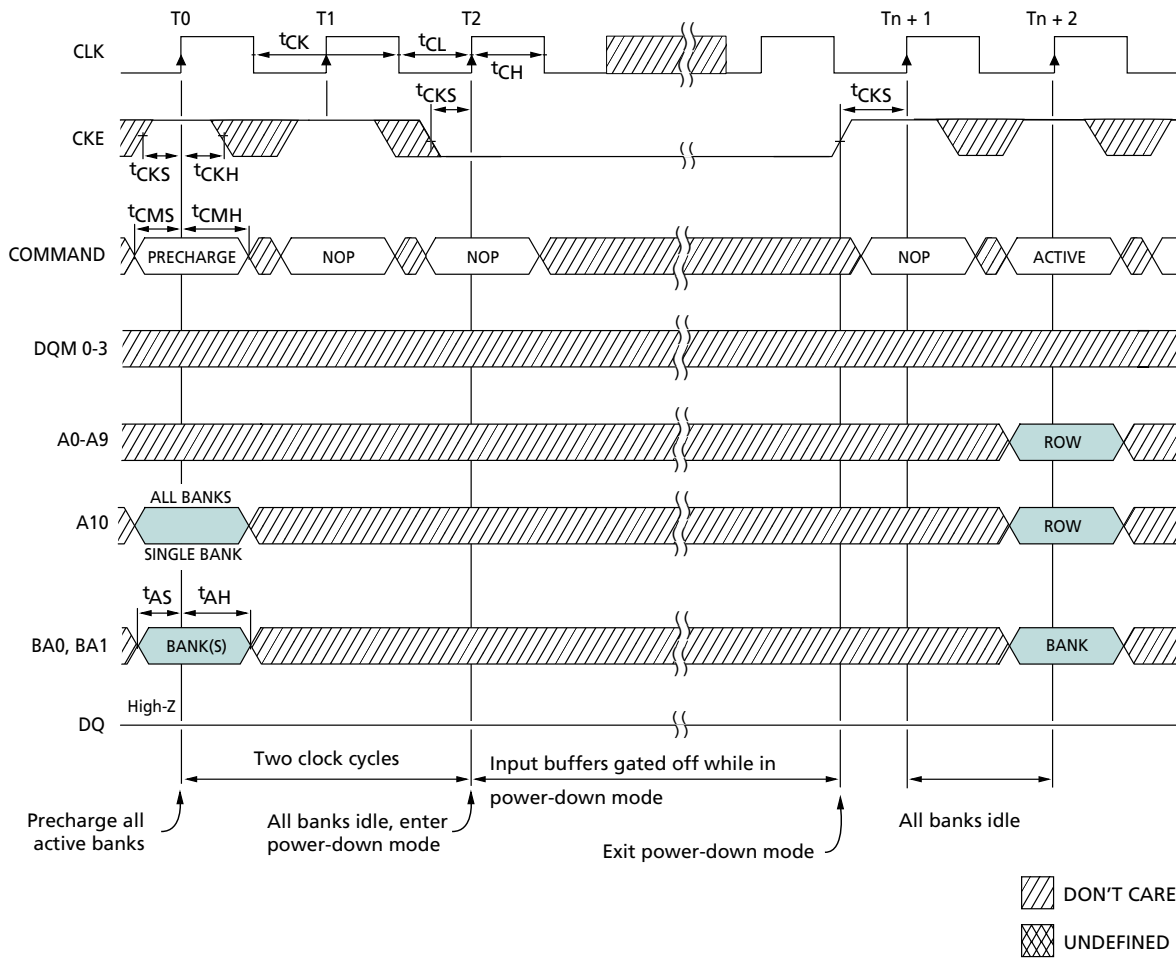 T0 T1 T2 Tn + 1 Tn + 2
CLK
tCK tCL
tCH
tCKS tCKS
CKE
tCKS tCKH
tCMS tCMH
COMMAND PRECHARGE NOP NOP NOP ACTIVE
DQM 0-3
A0-A9 ROW
ALL BANKS
A10 ROW
SINGLE BANK
tAS tAH
BA0, BA1 BANK(S) BANK
High-Z
DQ
Two clock cycles
Input buffers gated off while in
power-down mode
Precharge all
active banks
All banks idle, enter
power-down mode
Exit power-down mode
All banks idle
DON'T CARE
UNDEFINED